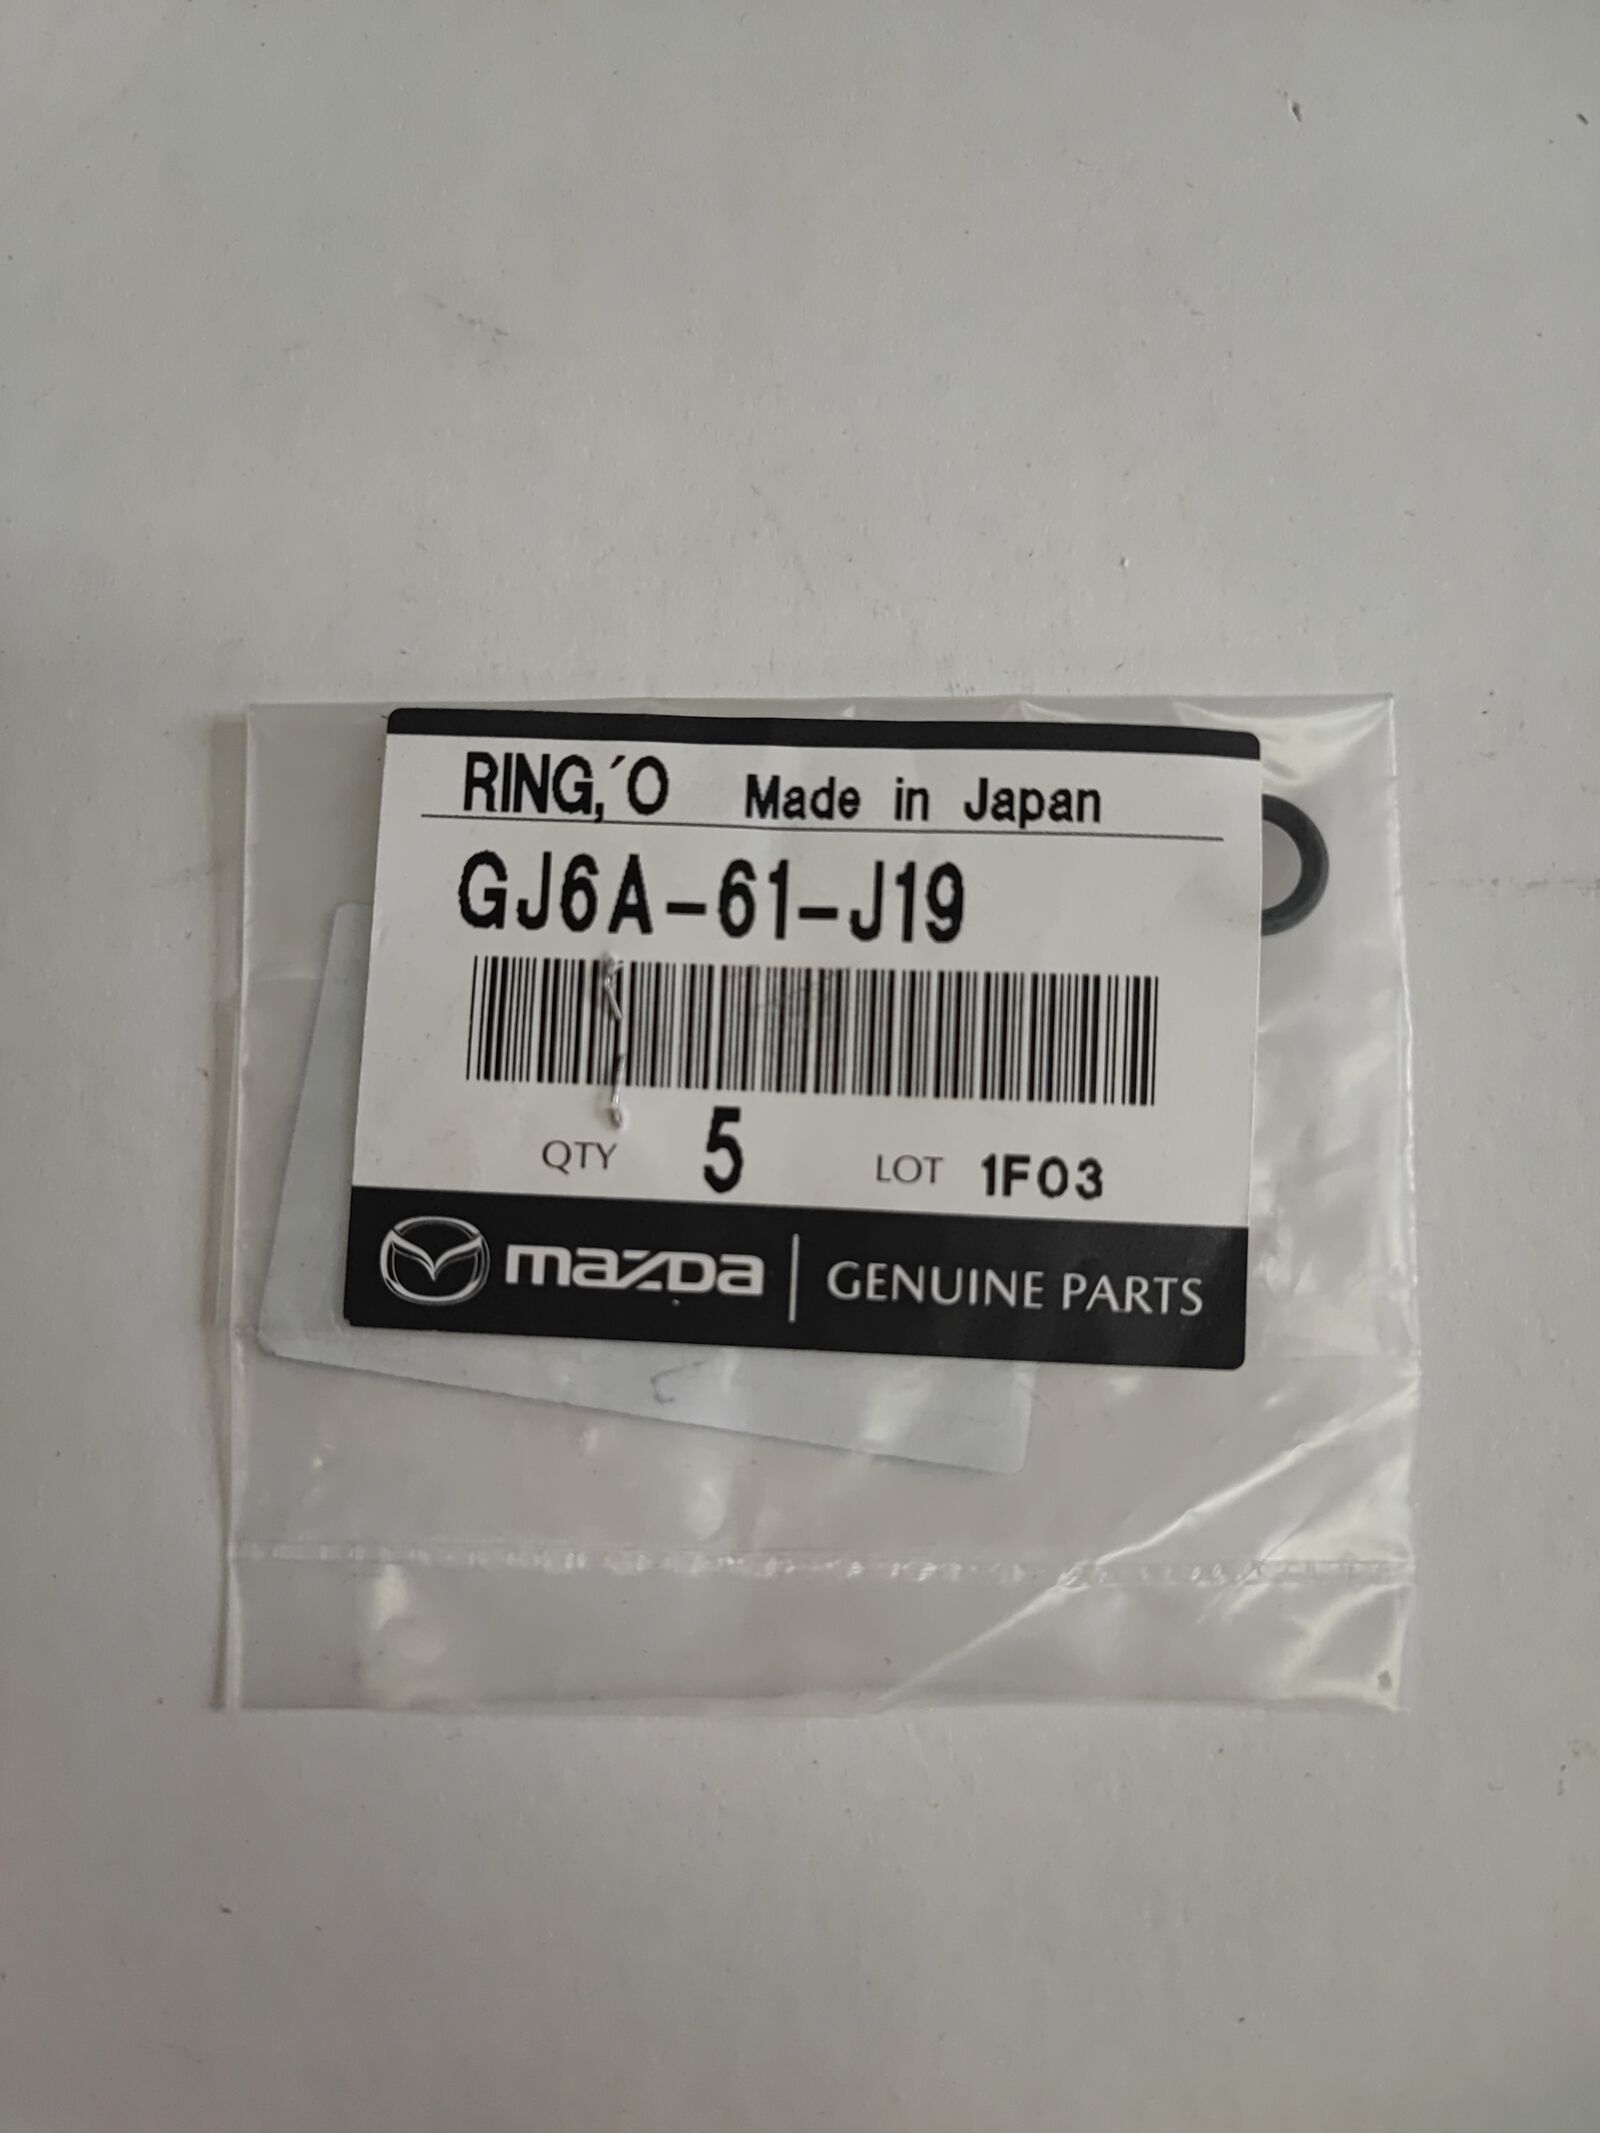 RING,´O Made in Japan
GJ6A-61-J19
QTY 5 LOT 1F03
mazda | GENUINE PARTS